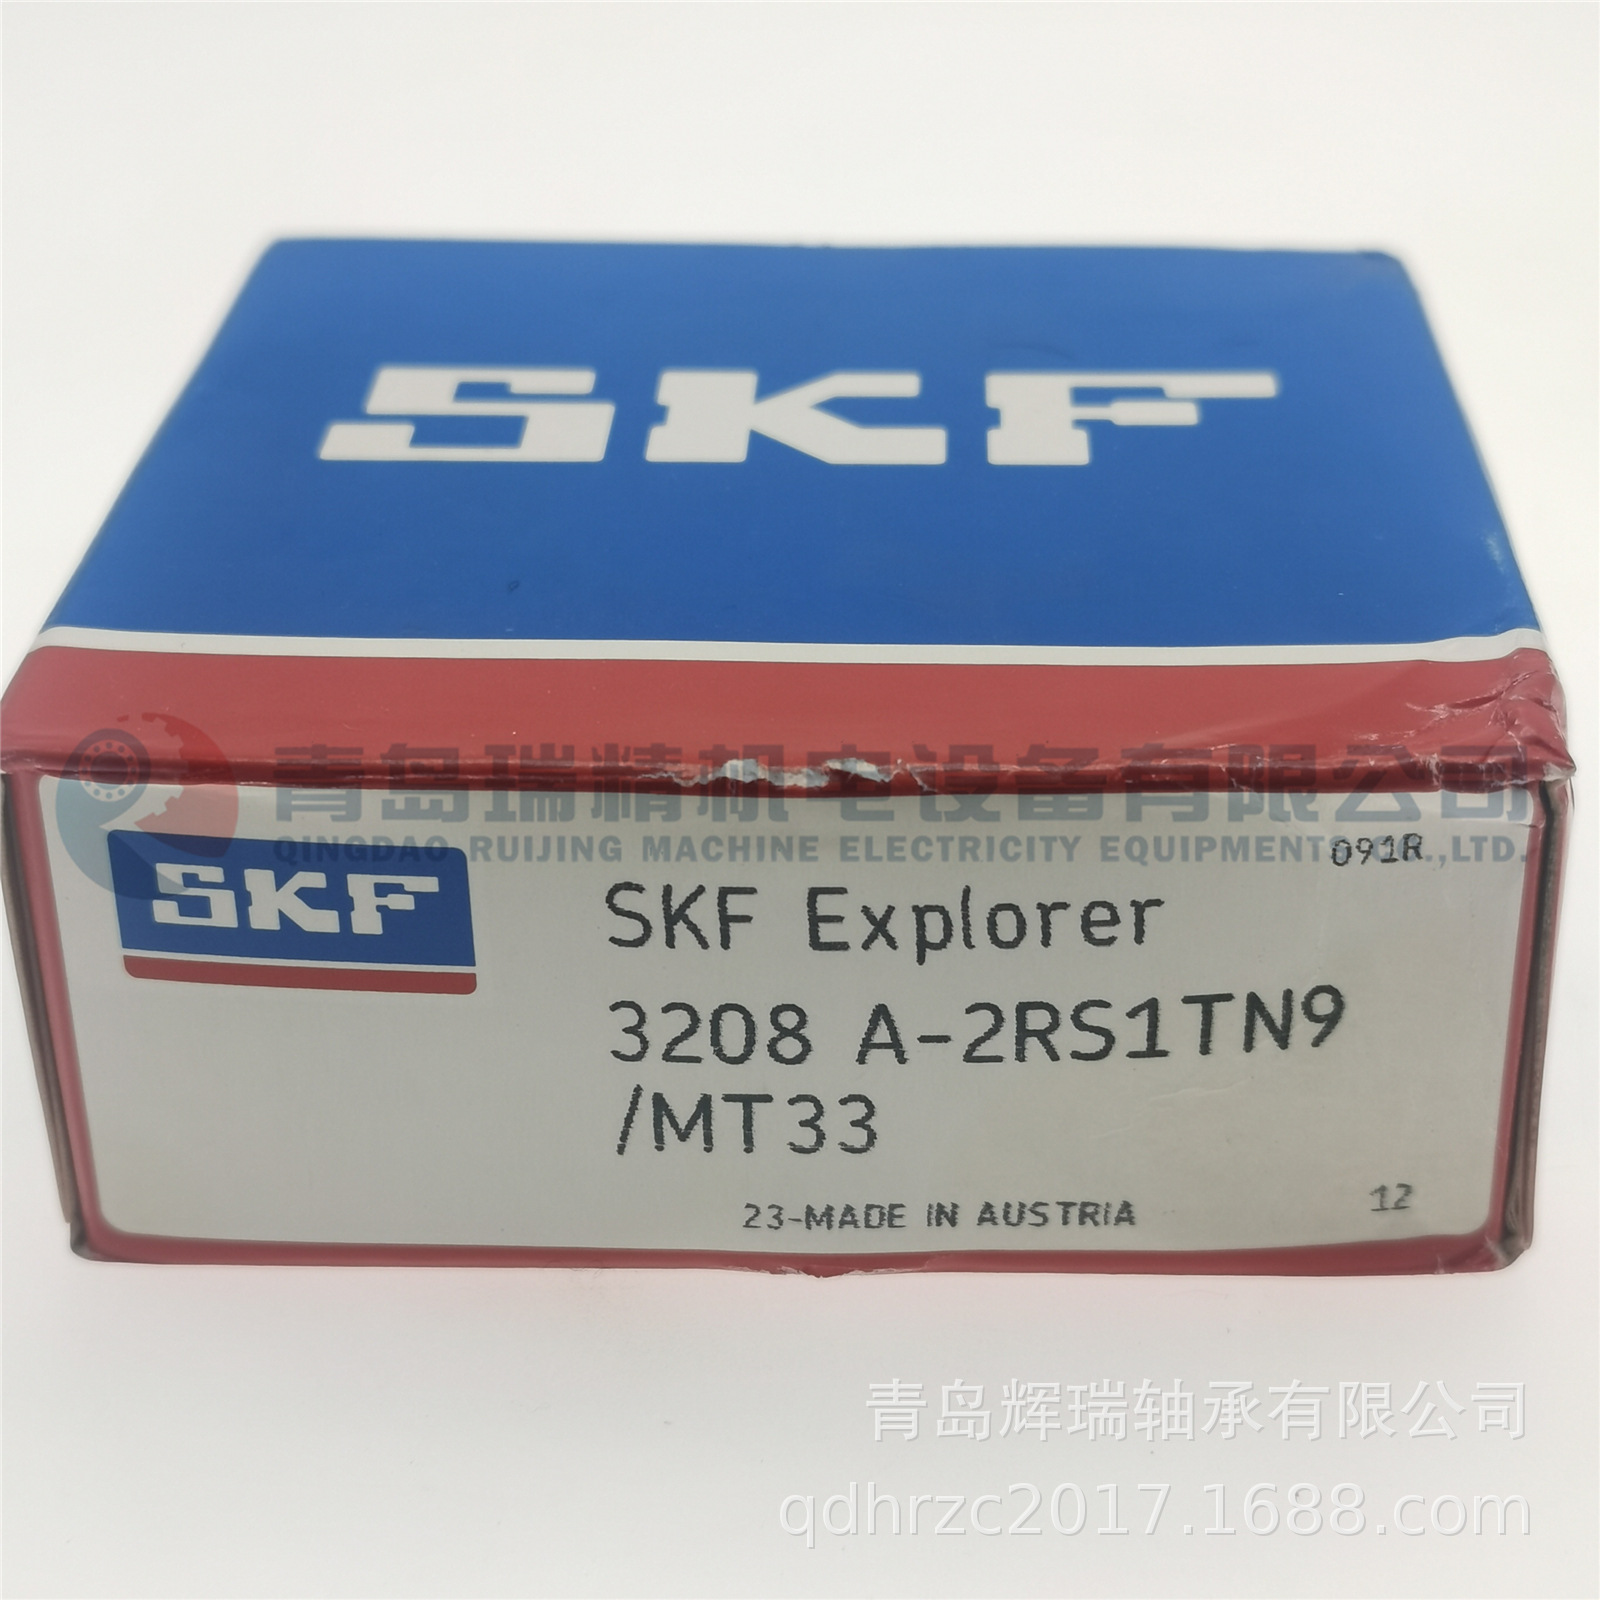 SKF
青岛瑞精机电设备有限公司
QINGDAO RUIJING MACHINE ELECTRICITY EQUIPMENT CO.,LTD.
091R
SKF
SKF Explorer
3208 A-2RS1TN9
/MT33
23-MADE IN AUSTRIA
12
青岛辉瑞轴承有限公司
qdhrzc2017.1688.com